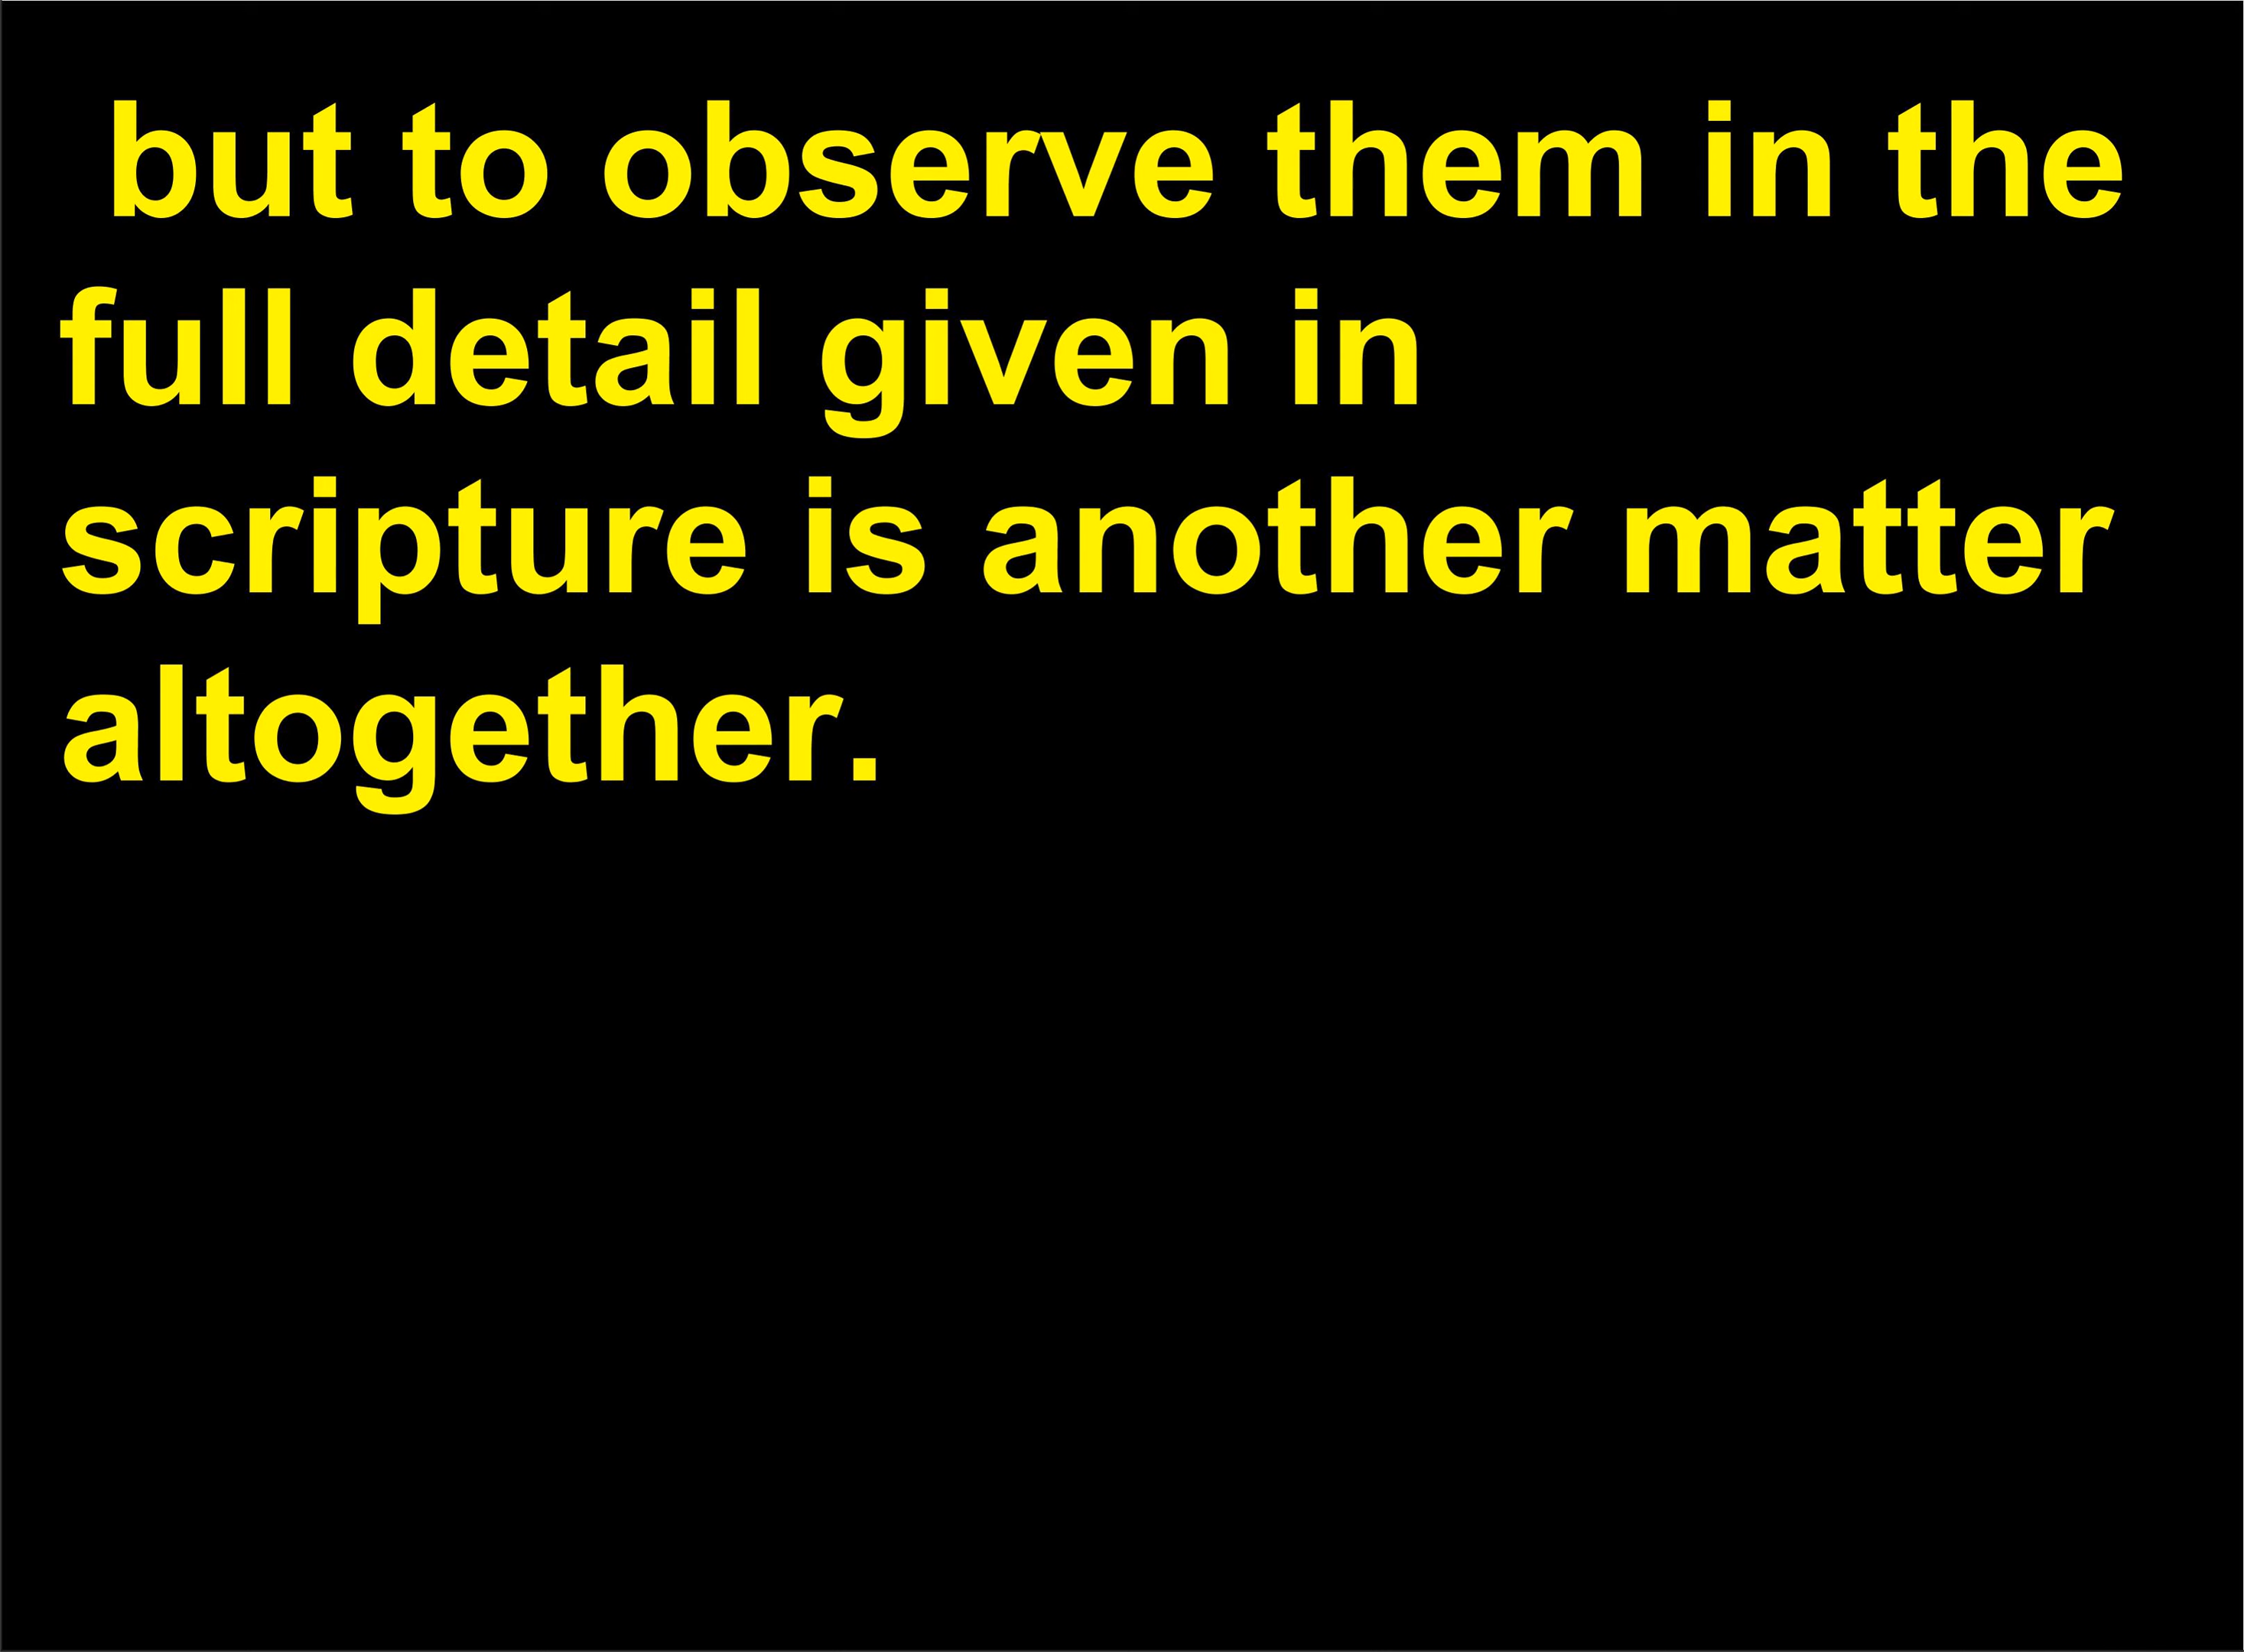 but to observe them in the
full detail given in
scripture is another matter
altogether.